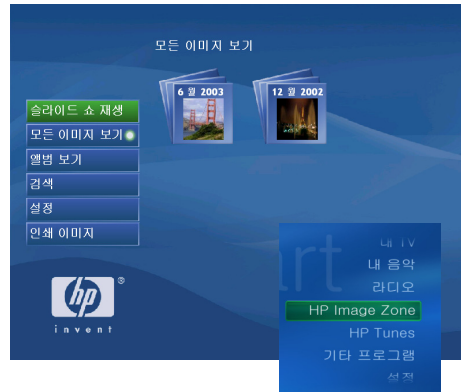 모든 이미지 보기
6 월 2003
12 월 2002
슬라이드 쇼 재생
모든 이미지 보기
앨범 보기
검색
설정
인쇄 이미지
hp
®
invent
art
내 TV
내 음악
라디오
HP Image Zone
HP Tunes
기타 프로그램
설정